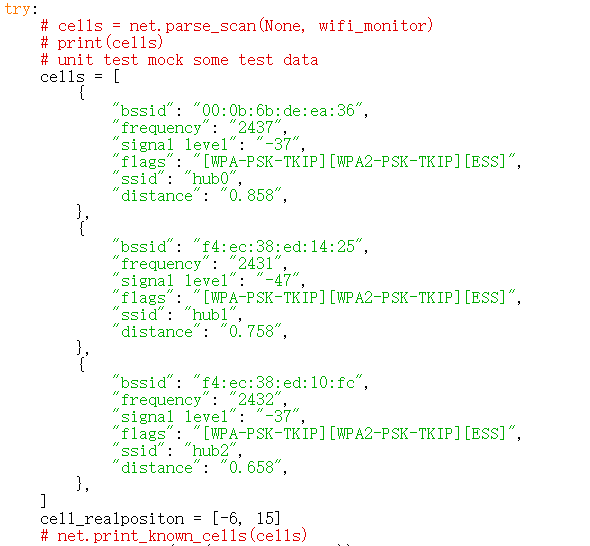 try:
    # cells = net.parse_scan(None, wifi_monitor)
    # print(cells)
    # unit test mock some test data
    cells = [
        {
            "bssid": "00:0b:6b:de:ea:36",
            "frequency": "2437",
            "signal level": "-37",
            "flags": "[WPA-PSK-TKIP][WPA2-PSK-TKIP][ESS]",
            "ssid": "hub0",
            "distance": "0.858",
        },
        {
            "bssid": "f4:ec:38:ed:14:25",
            "frequency": "2431",
            "signal level": "-47",
            "flags": "[WPA-PSK-TKIP][WPA2-PSK-TKIP][ESS]",
            "ssid": "hub1",
            "distance": "0.758",
        },
        {
            "bssid": "f4:ec:38:ed:10:fc",
            "frequency": "2432",
            "signal level": "-37",
            "flags": "[WPA-PSK-TKIP][WPA2-PSK-TKIP][ESS]",
            "ssid": "hub2",
            "distance": "0.658",
        },
    ]
    cell_realpositon = [-6, 15]
    # net.print_known_cells(cells)